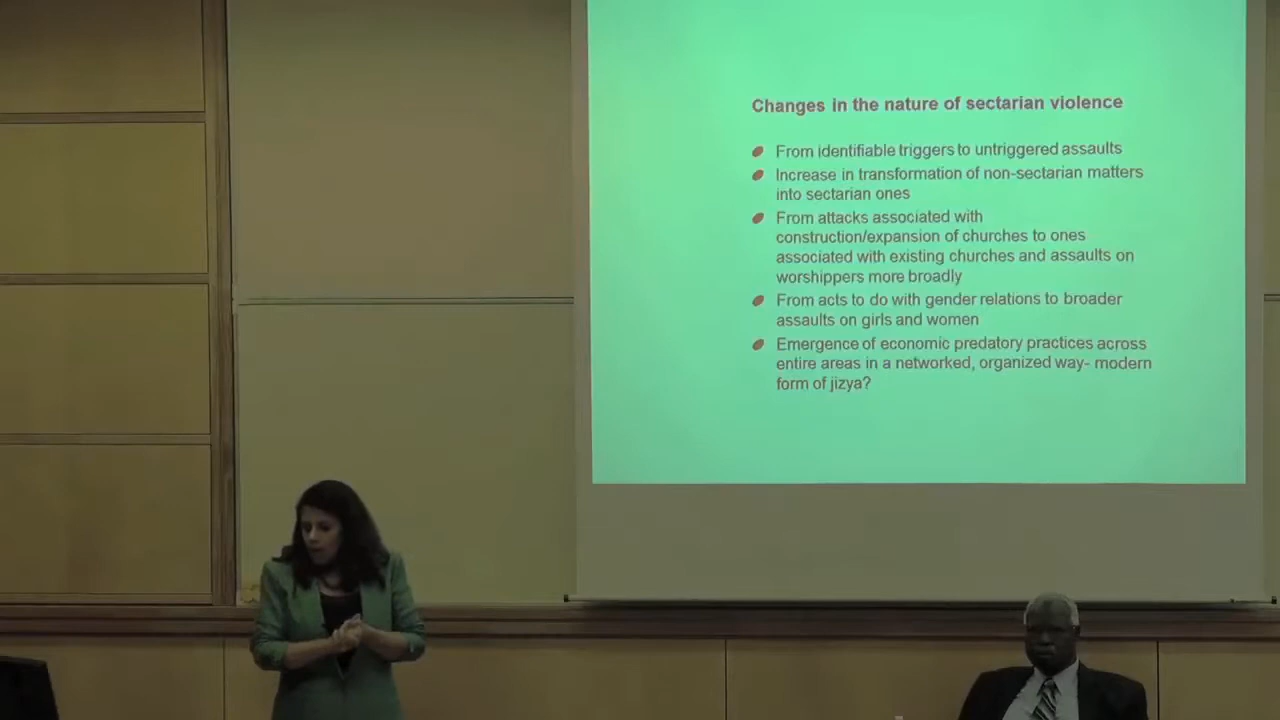 Changes in the nature of sectarian violence
From identifiable triggers to untriggered assaults
Increase in transformation of non-sectarian matters
into sectarian ones
From attacks associated with
construction/expansion of churches to ones
associated with existing churches and assaults on
worshippers more broadly
From acts to do with gender relations to broader
assaults on girls and women
Emergence of economic predatory practices across
entire areas in a networked, organized way- modern
form of jizya?